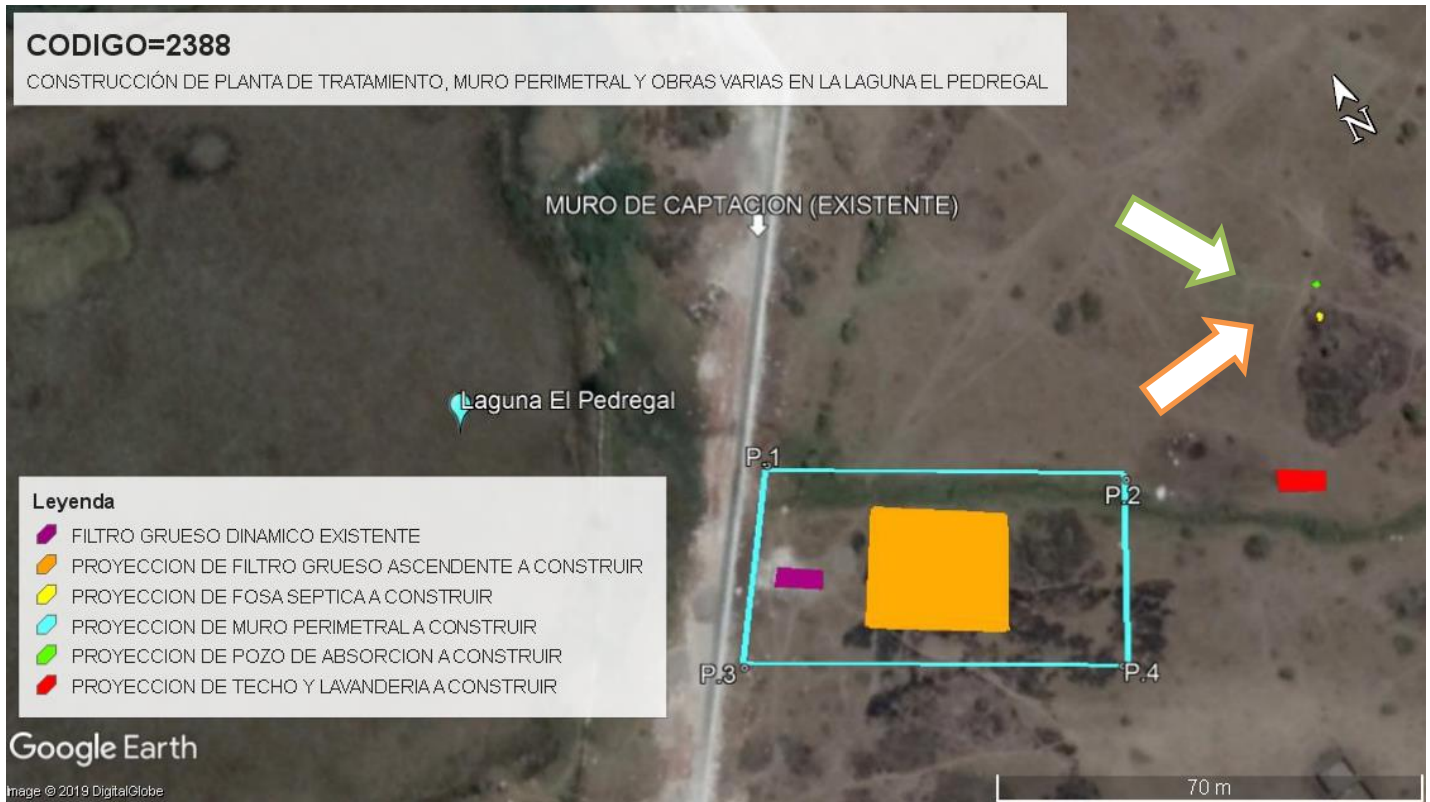 CODIGO=2388
CONSTRUCCIÓN DE PLANTA DE TRATAMIENTO, MURO PERIMETRAL Y OBRAS VARIAS EN LA LAGUNA EL PEDREGAL
N
MURO DE CAPTACION (EXISTENTE)
Laguna El Pedregal
P.1
P.2
P.3
P.4
Leyenda
FILTRO GRUESO DINAMICO EXISTENTE
PROYECCION DE FILTRO GRUESO ASCENDENTE A CONSTRUIR
PROYECCION DE FOSA SEPTICA A CONSTRUIR
PROYECCION DE MURO PERIMETRAL A CONSTRUIR
PROYECCION DE POZO DE ABSORCION A CONSTRUIR
PROYECCION DE TECHO Y LAVANDERIA A CONSTRUIR
Google Earth
Image © 2019 DigitalGlobe
70 m